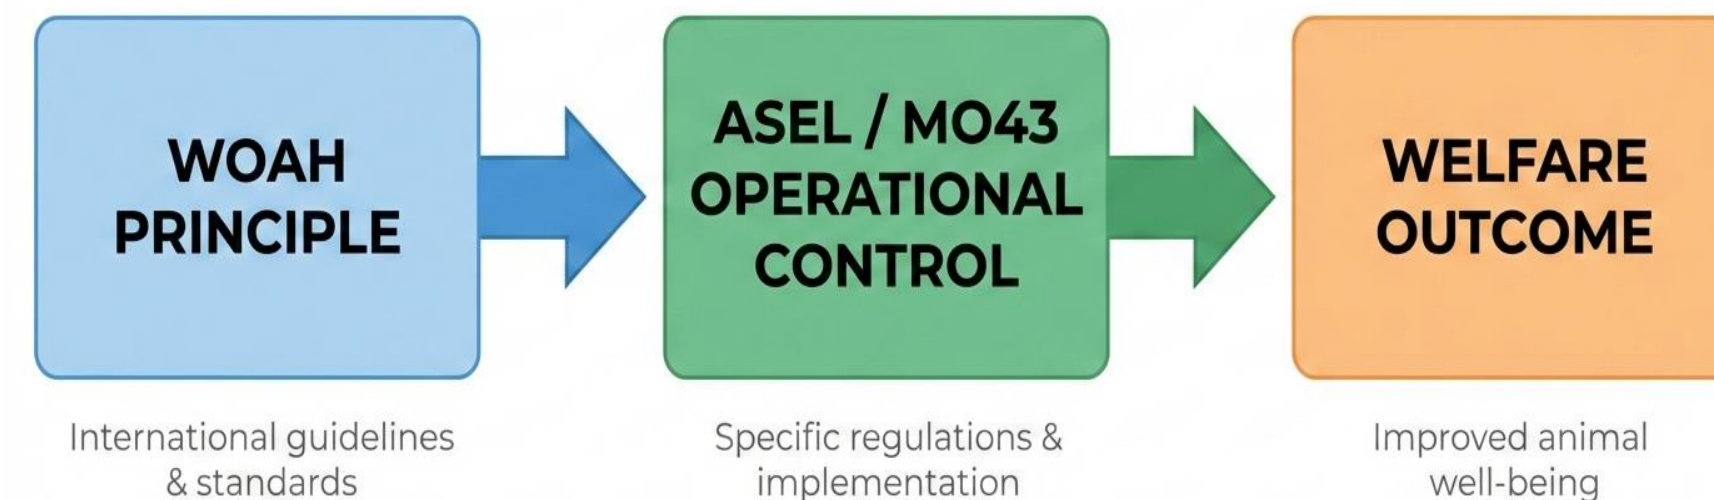 WOAH
PRINCIPLE
ASEL / MO43
OPERATIONAL
CONTROL
WELFARE
OUTCOME
International guidelines
& standards
Specific regulations &
implementation
Improved animal
well-being